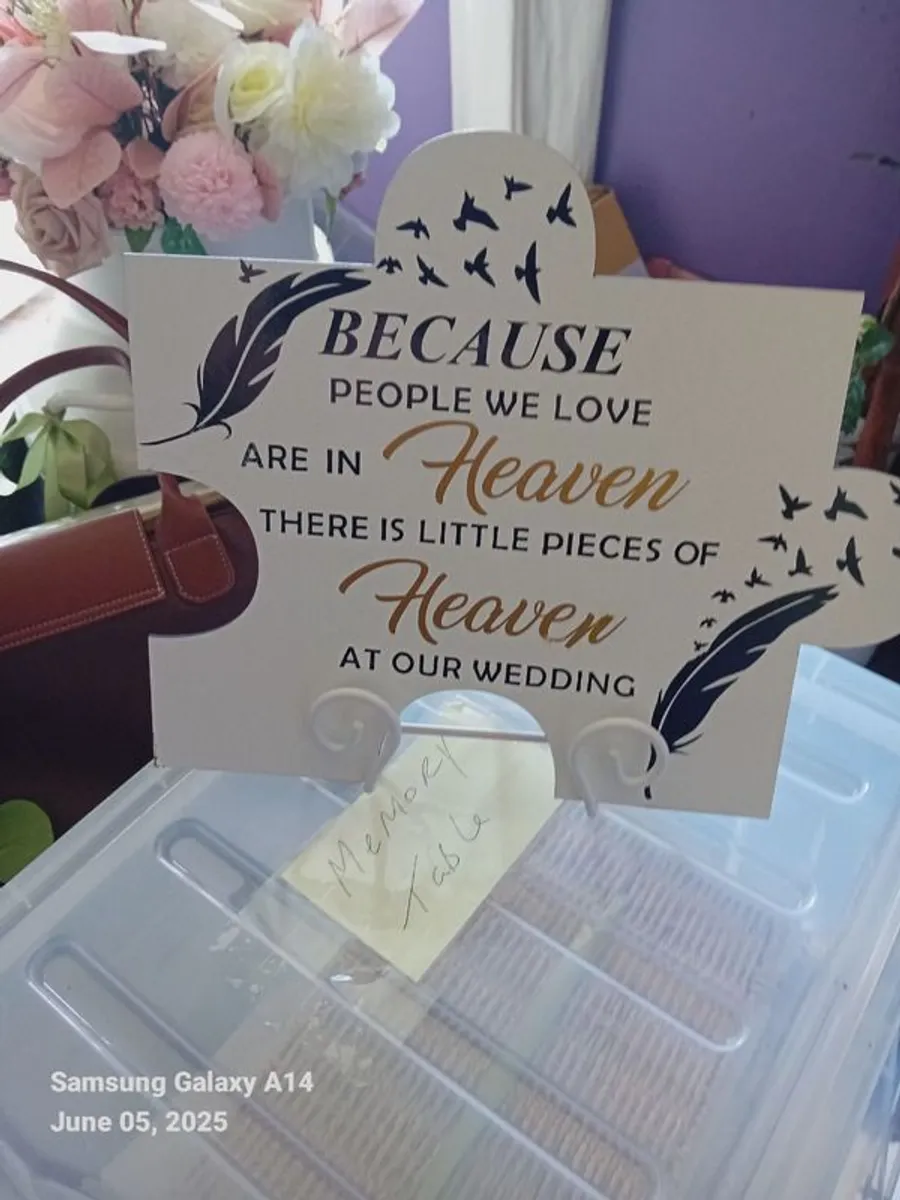 BECAUSE
PEOPLE WE LOVE
ARE IN Heaven
THERE IS LITTLE PIECES OF
Heaven
AT OUR WEDDING
MeMoRy
Table
Samsung Galaxy A14
June 05, 2025